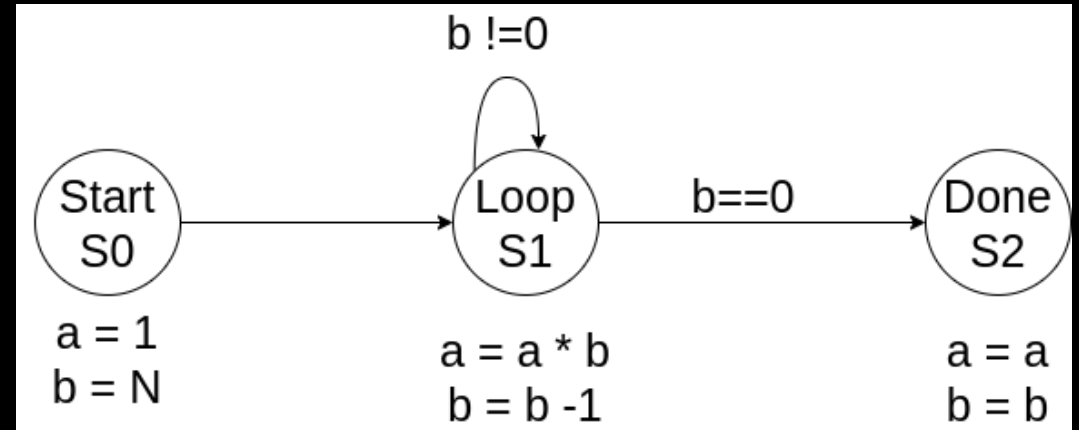 b !=0
Start
S0
Loop
S1
b==0
Done
S2
a = 1
b = N
a = a * b
b = b -1
a = a
b = b